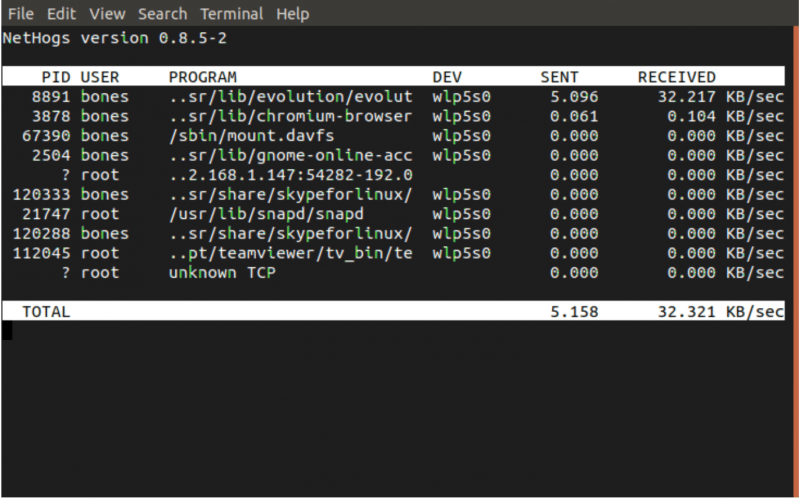 File Edit View Search Terminal Help
NetHogs version 0.8.5-2
PID USER PROGRAM DEV SENT RECEIVED
8891 bones ..sr/lib/evolution/evolut wlp5s0 5.096 32.217 KB/sec
3878 bones ..sr/lib/chromium-browser wlp5s0 0.061 0.104 KB/sec
67390 bones /sbin/mount.davfs wlp5s0 0.000 0.000 KB/sec
2504 bones ..sr/lib/gnome-online-acc wlp5s0 0.000 0.000 KB/sec
? root ..2.168.1.147:54282-192.0 0.000 0.000 KB/sec
120333 bones ..sr/share/skypeforlinux/ wlp5s0 0.000 0.000 KB/sec
21747 root /usr/lib/snapd/snapd wlp5s0 0.000 0.000 KB/sec
120288 bones ..sr/share/skypeforlinux/ wlp5s0 0.000 0.000 KB/sec
112045 root ..pt/teamviewer/tv_bin/te wlp5s0 0.000 0.000 KB/sec
? root unknown TCP 0.000 0.000 KB/sec
TOTAL 5.158 32.321 KB/sec